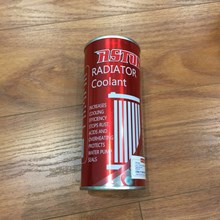 RADIATOR
Coolant
INCREASES
COOLING
EFFICIENCY
STOPS RUST
ACIDS AND
OVERHEATING
PROTECTS
WATER PUMP
SEALS